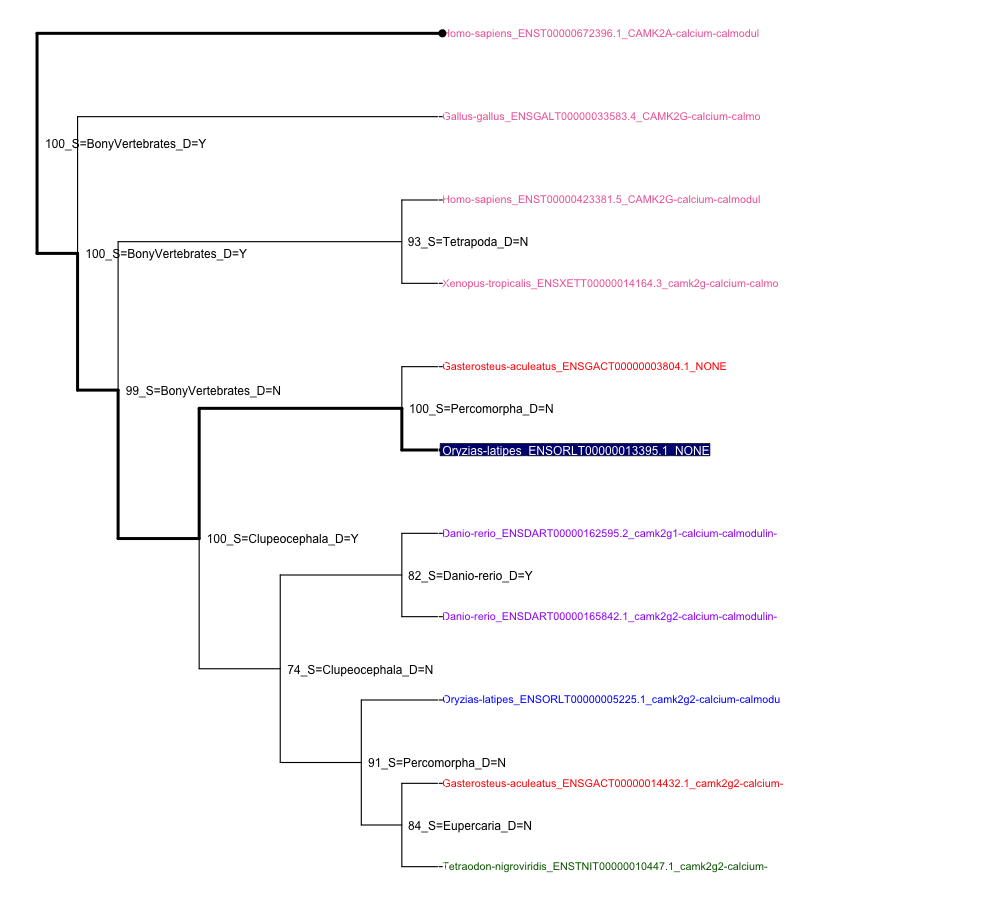 Homo-sapiens_ENST00000672396.1_CAMK2A-calcium-calmodul
Gallus-gallus_ENSGALT00000033583.4_CAMK2G-calcium-calmo
100_S=BonyVertebrates_D=Y
Homo-sapiens_ENST00000423381.5_CAMK2G-calcium-calmodul
93_S=Tetrapoda_D=N
100_S=BonyVertebrates_D=Y
Xenopus-tropicalis_ENSXETT00000014164.3_camk2g-calcium-calmo
Gasterosteus-aculeatus_ENSGACT00000003804.1_NONE
99_S=BonyVertebrates_D=N
100_S=Percomorpha_D=N
Oryzias-latipes_ENSORLT00000013395.1_NONE
Danio-rerio_ENSDART00000162595.2_camk2g1-calcium-calmodulin-
100_S=Clupeocephala_D=Y
82_S=Danio-rerio_D=Y
Danio-rerio_ENSDART00000165842.1_camk2g2-calcium-calmodulin-
74_S=Clupeocephala_D=N
Oryzias-latipes_ENSORLT00000005225.1_camk2g2-calcium-calmodu
91_S=Percomorpha_D=N
Gasterosteus-aculeatus_ENSGACT00000014432.1_camk2g2-calcium-
84_S=Eupercaria_D=N
Tetraodon-nigroviridis_ENSTNIT00000010447.1_camk2g2-calcium-